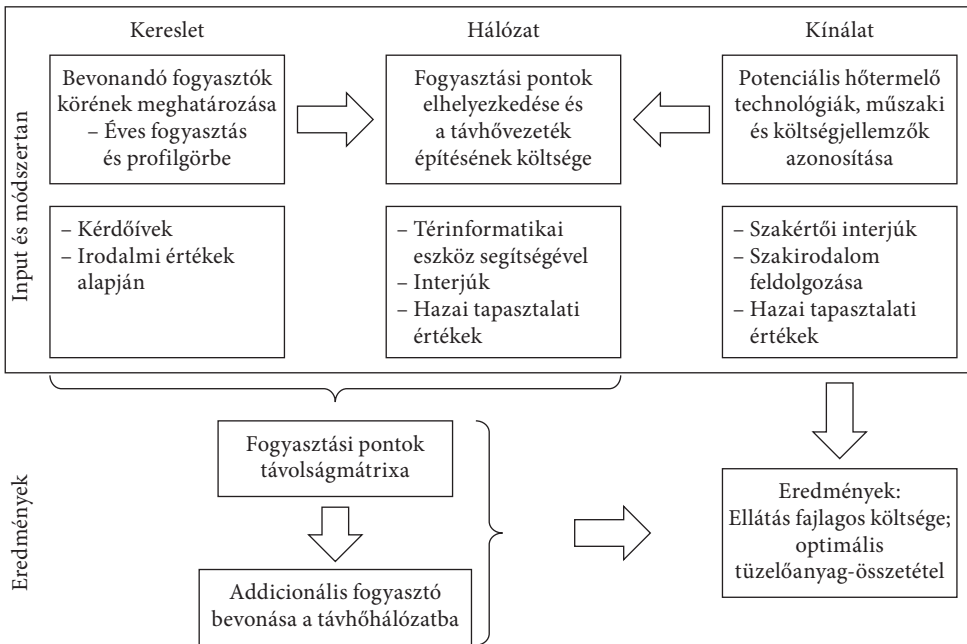 Kereslet
Hálózat
Kínálat
Input és módszertan
Bevonandó fogyasztók
körének meghatározása
– Éves fogyasztás
és profilgörbe
Fogyasztási pontok
elhelyezkedése és
a távhővezeték
építésének költsége
Potenciális hőtermelő
technológiák, műszaki
és költségjellemzők
azonosítása
– Kérdőívek
– Irodalmi értékek
alapján
– Térinformatikai
eszköz segítségével
– Interjúk
– Hazai tapasztalati
értékek
– Szakértői interjúk
– Szakirodalom
feldolgozása
– Hazai tapasztalati
értékek
Eredmények
Fogyasztási pontok
távolságmátrixa
Addicionális fogyasztó
bevonása a távhőhálózatba
Eredmények:
Ellátás fajlagos költsége;
optimális
tüzelőanyag-összetétel